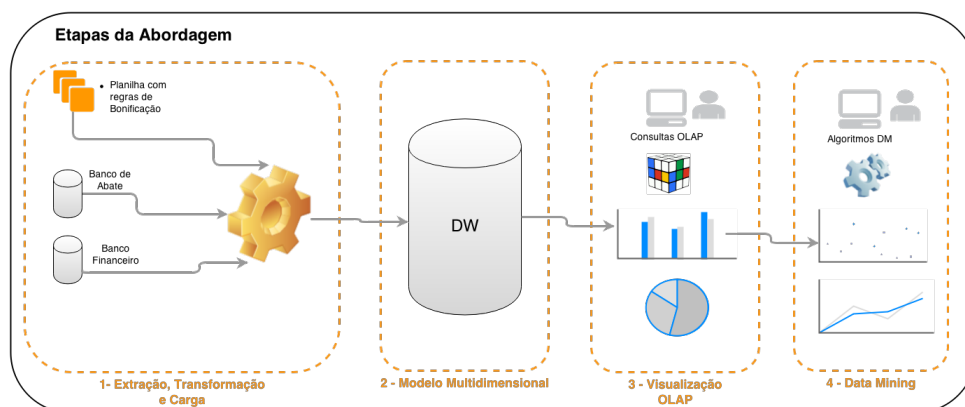 Etapas da Abordagem
• Planilha com
regras de
Bonificação
Banco de
Abate
Banco
Financeiro
DW
Consultas OLAP
Algoritmos DM
1- Extração, Transformação
e Carga
2 - Modelo Multidimensional
3 - Visualização
OLAP
4 - Data Mining